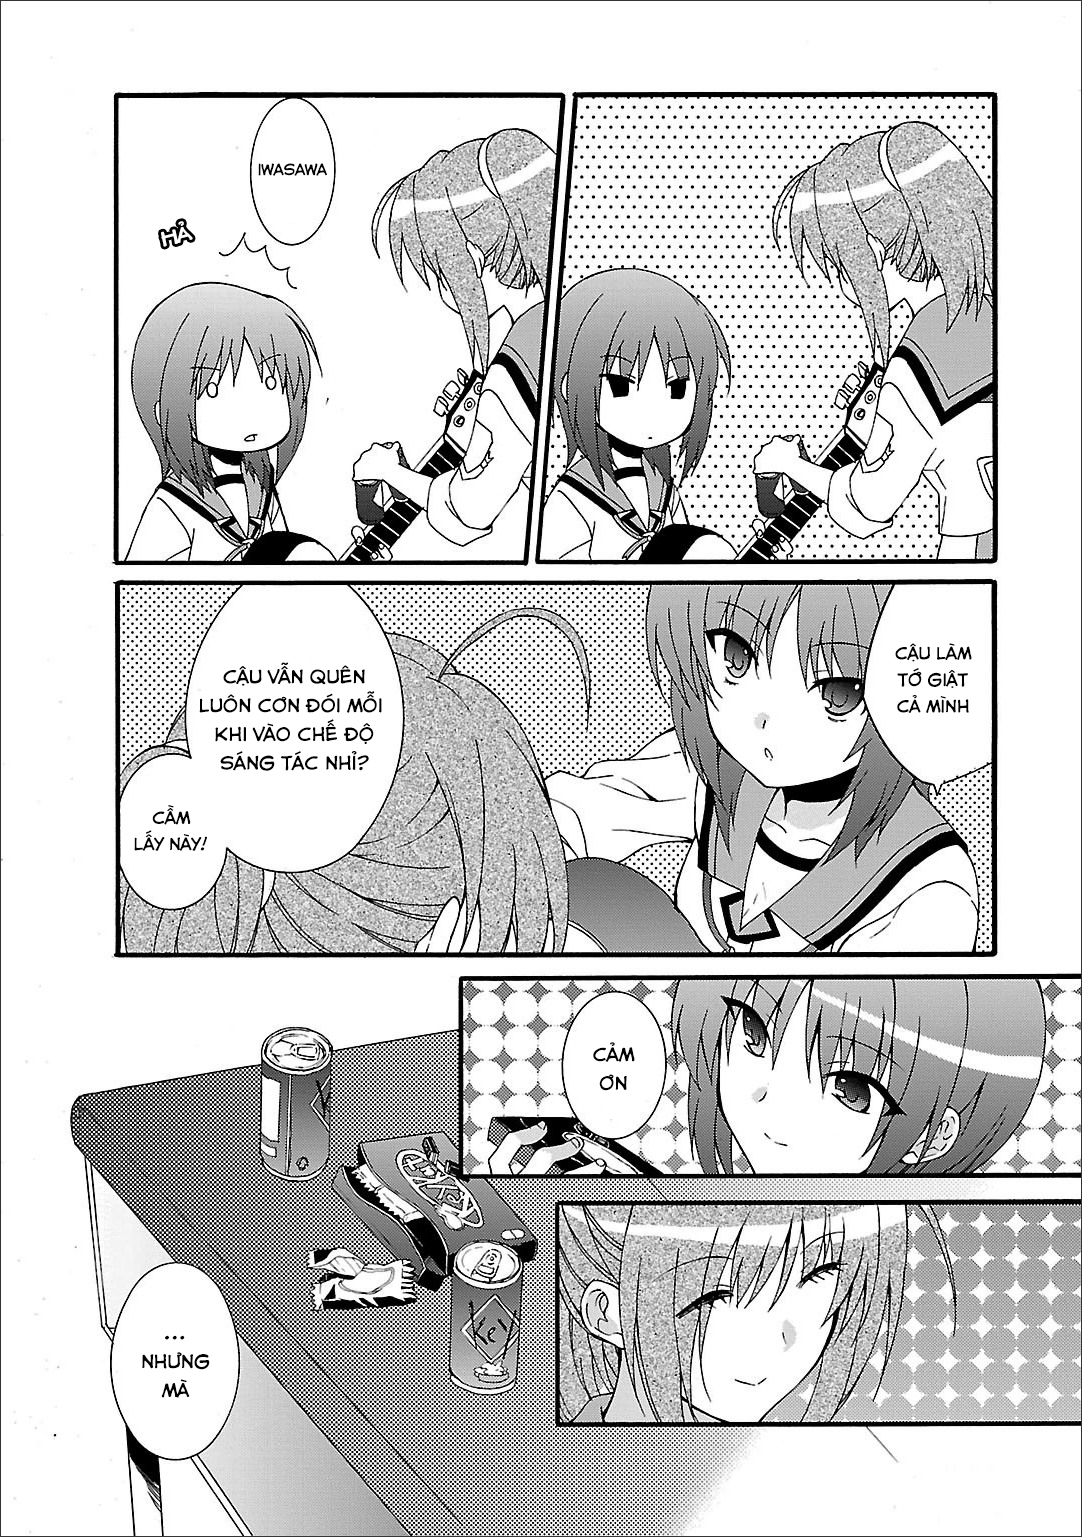 IWASAWA
HẢ
CẬU LÀM
TỚ GIẬT
CẢ MÌNH
CẬU VẪN QUÊN
LUÔN CƠN ĐÓI MỖI
KHI VÀO CHẾ ĐỘ
SÁNG TÁC NHỈ?
CẦM
LẤY NÀY!
CẢM
ƠN
KEY
...
NHƯNG
MÀ